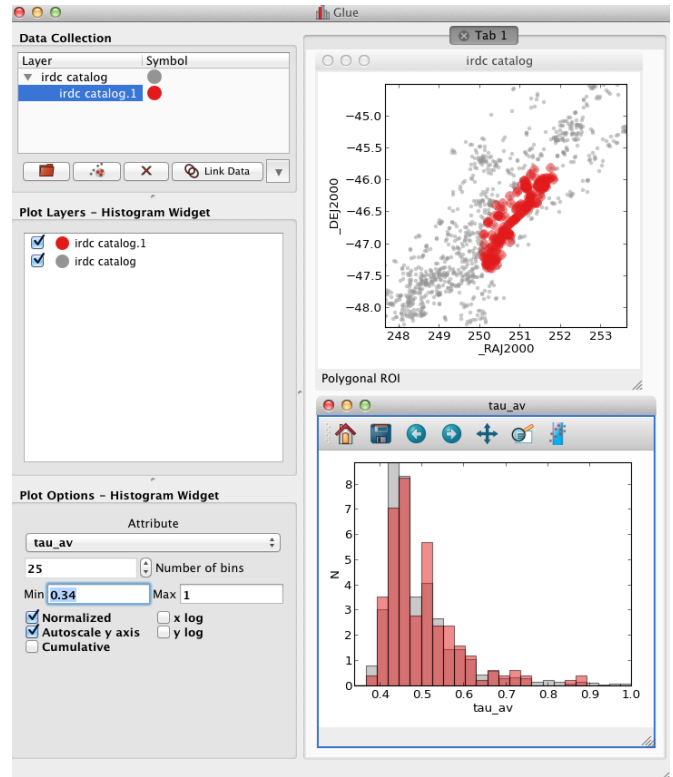 Glue
Data Collection
Layer Symbol
irdc catalog
irdc catalog.1
Link Data
Plot Layers – Histogram Widget
irdc catalog.1
irdc catalog
Plot Options – Histogram Widget
Attribute
tau_av
25 Number of bins
Min 0.34 Max 1
Normalized x log
Autoscale y axis y log
Cumulative
Tab 1
irdc catalog
−45.0
−45.5
−46.0
−46.5
−47.0
−47.5
−48.0
_DEJ2000
248 249 250 251 252 253
_RAJ2000
Polygonal ROI
tau_av
8
7
6
5
4
3
2
1
0
N
0.4 0.5 0.6 0.7 0.8 0.9 1.0
tau_av